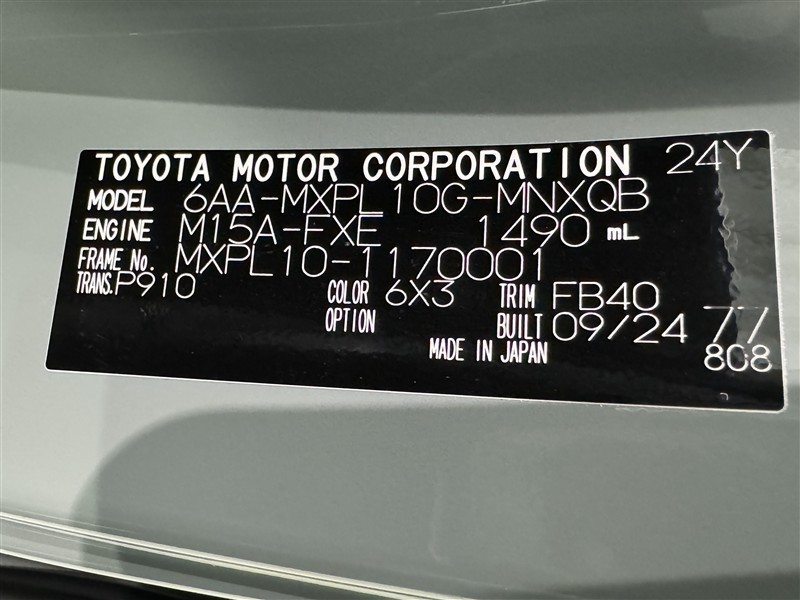 TOYOTA MOTOR CORPORATION 24Y
MODEL 6AA-MXPL10G-MNXQB
ENGINE M15A-FXE 1490 mL
FRAME No. MXPL10-1170001
TRANS. P910 COLOR 6X3 TRIM FB40
OPTION BUILT 09/24 77
MADE IN JAPAN 808